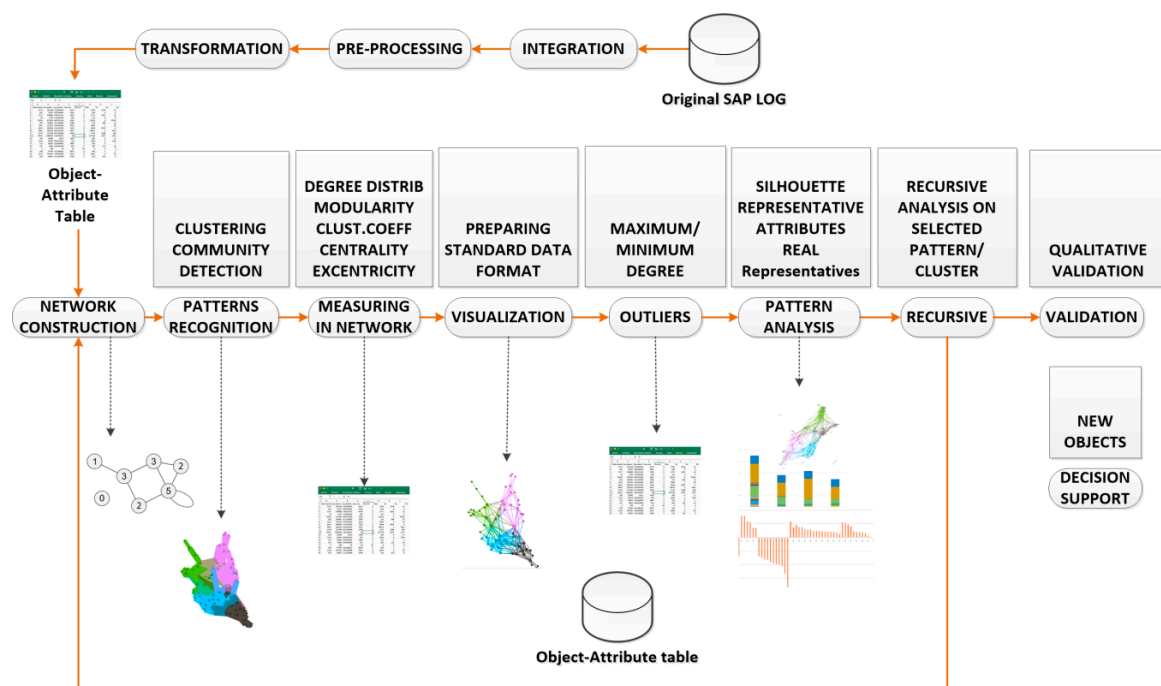 TRANSFORMATION
PRE-PROCESSING
INTEGRATION
Original SAP LOG
Object-
Attribute
Table
CLUSTERING
COMMUNITY
DETECTION
DEGREE DISTRIB
MODULARITY
CLUST.COEFF
CENTRALITY
EXCENTRICITY
PREPARING
STANDARD DATA
FORMAT
MAXIMUM/
MINIMUM
DEGREE
SILHOUETTE
REPRESENTATIVE
ATTRIBUTES
REAL
Representatives
RECURSIVE
ANALYSIS ON
SELECTED
PATTERN/
CLUSTER
QUALITATIVE
VALIDATION
NETWORK
CONSTRUCTION
PATTERNS
RECOGNITION
MEASURING
IN NETWORK
VISUALIZATION
OUTLIERS
PATTERN
ANALYSIS
RECURSIVE
VALIDATION
NEW
OBJECTS
DECISION
SUPPORT
1
3
3
2
0
2
5
Object-Attribute table